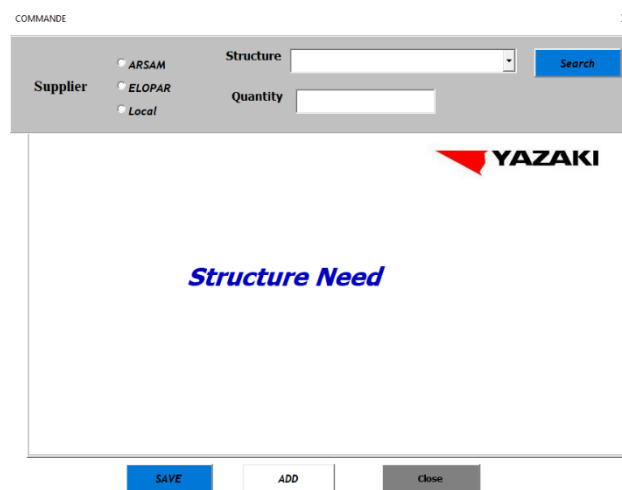 COMMANDE
Supplier
ARSAM
ELOPAR
Local
Structure
Quantity
Search
YAZAKI
Structure Need
SAVE
ADD
Close